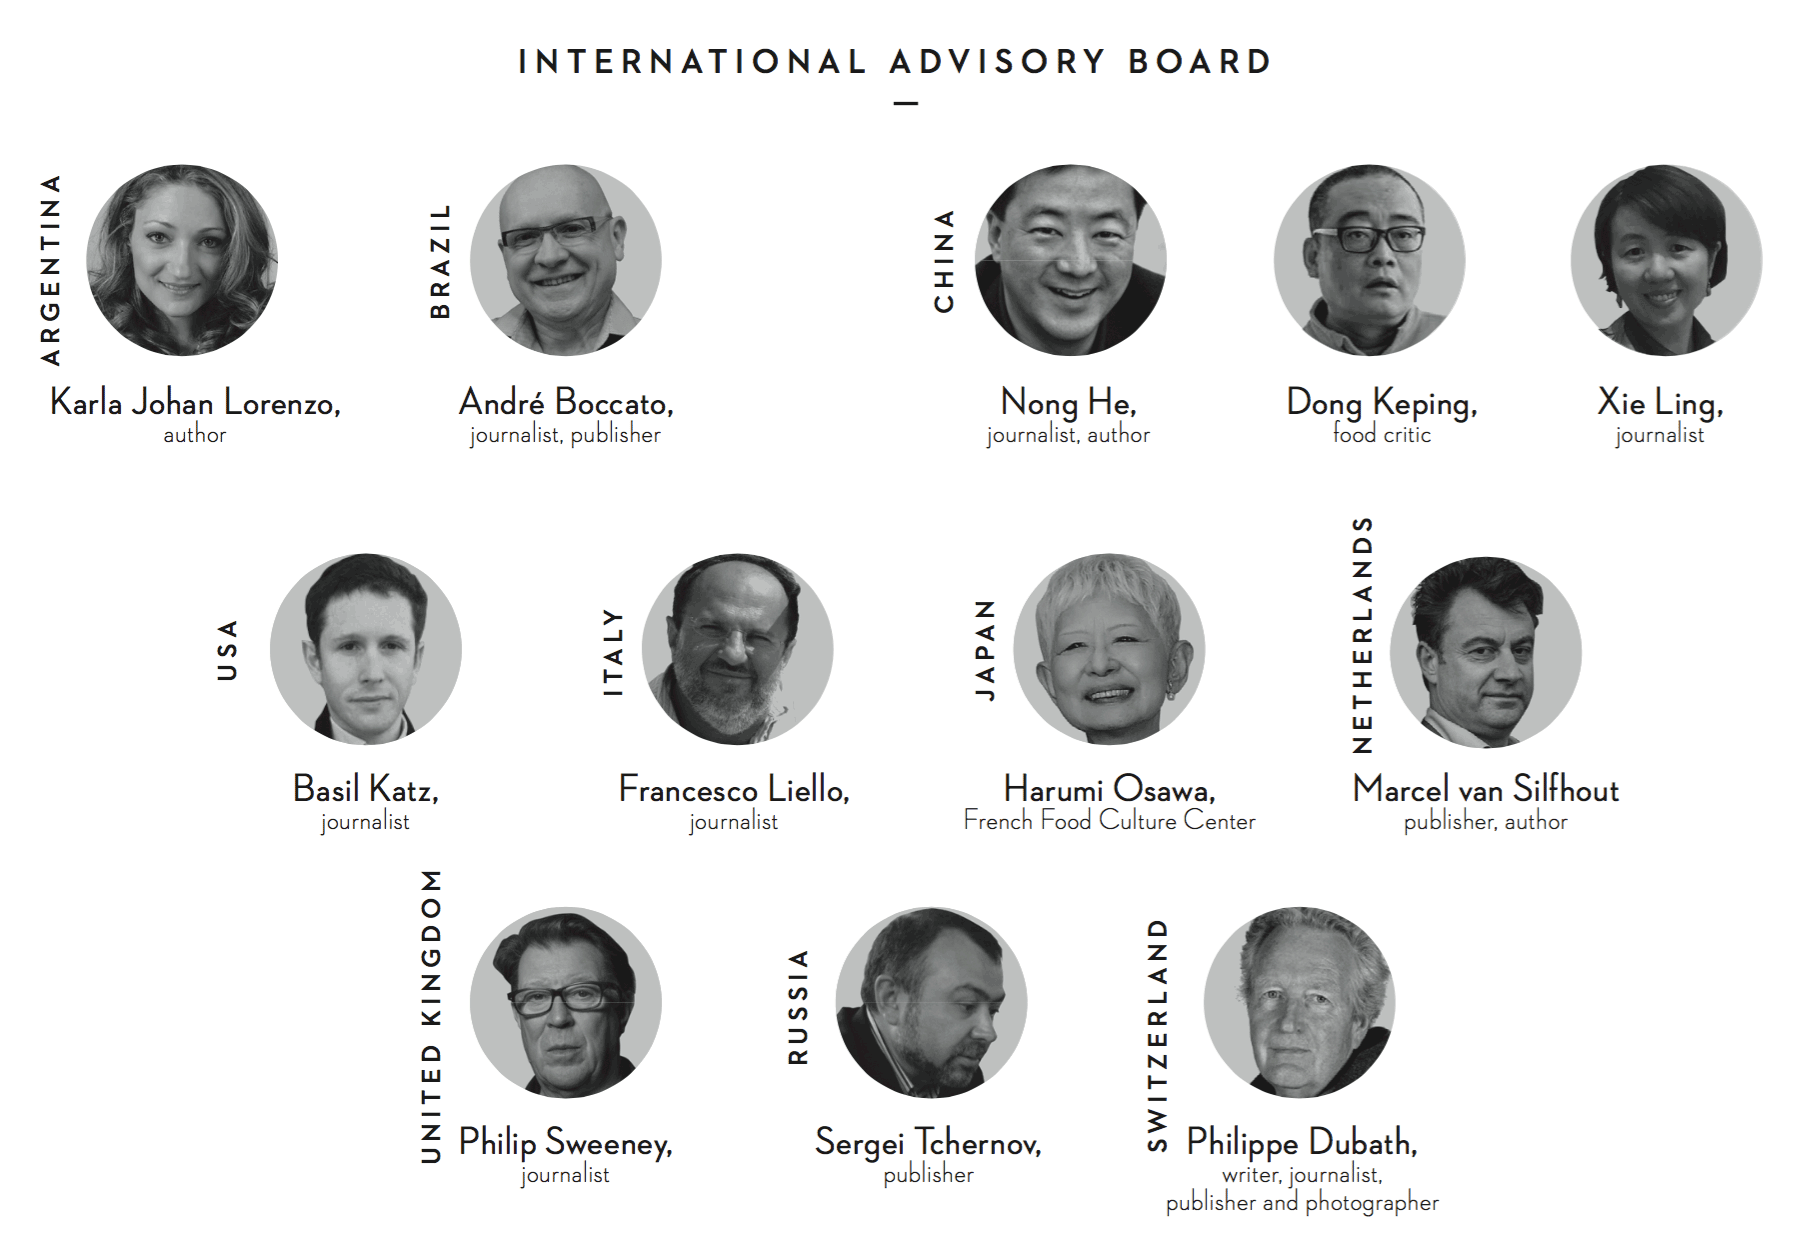 INTERNATIONAL ADVISORY BOARD
ARGENTINA
Karla Johan Lorenzo,
author
BRAZIL
André Boccato,
journalist, publisher
CHINA
Nong He,
journalist, author
Dong Keping,
food critic
Xie Ling,
journalist
USA
Basil Katz,
journalist
ITALY
Francesco Liello,
journalist
JAPAN
Harumi Osawa,
French Food Culture Center
NETHERLANDS
Marcel van Silfhout
publisher, author
UNITED KINGDOM
Philip Sweeney,
journalist
RUSSIA
Sergei Tchernov,
publisher
SWITZERLAND
Philippe Dubath,
writer, journalist,
publisher and photographer